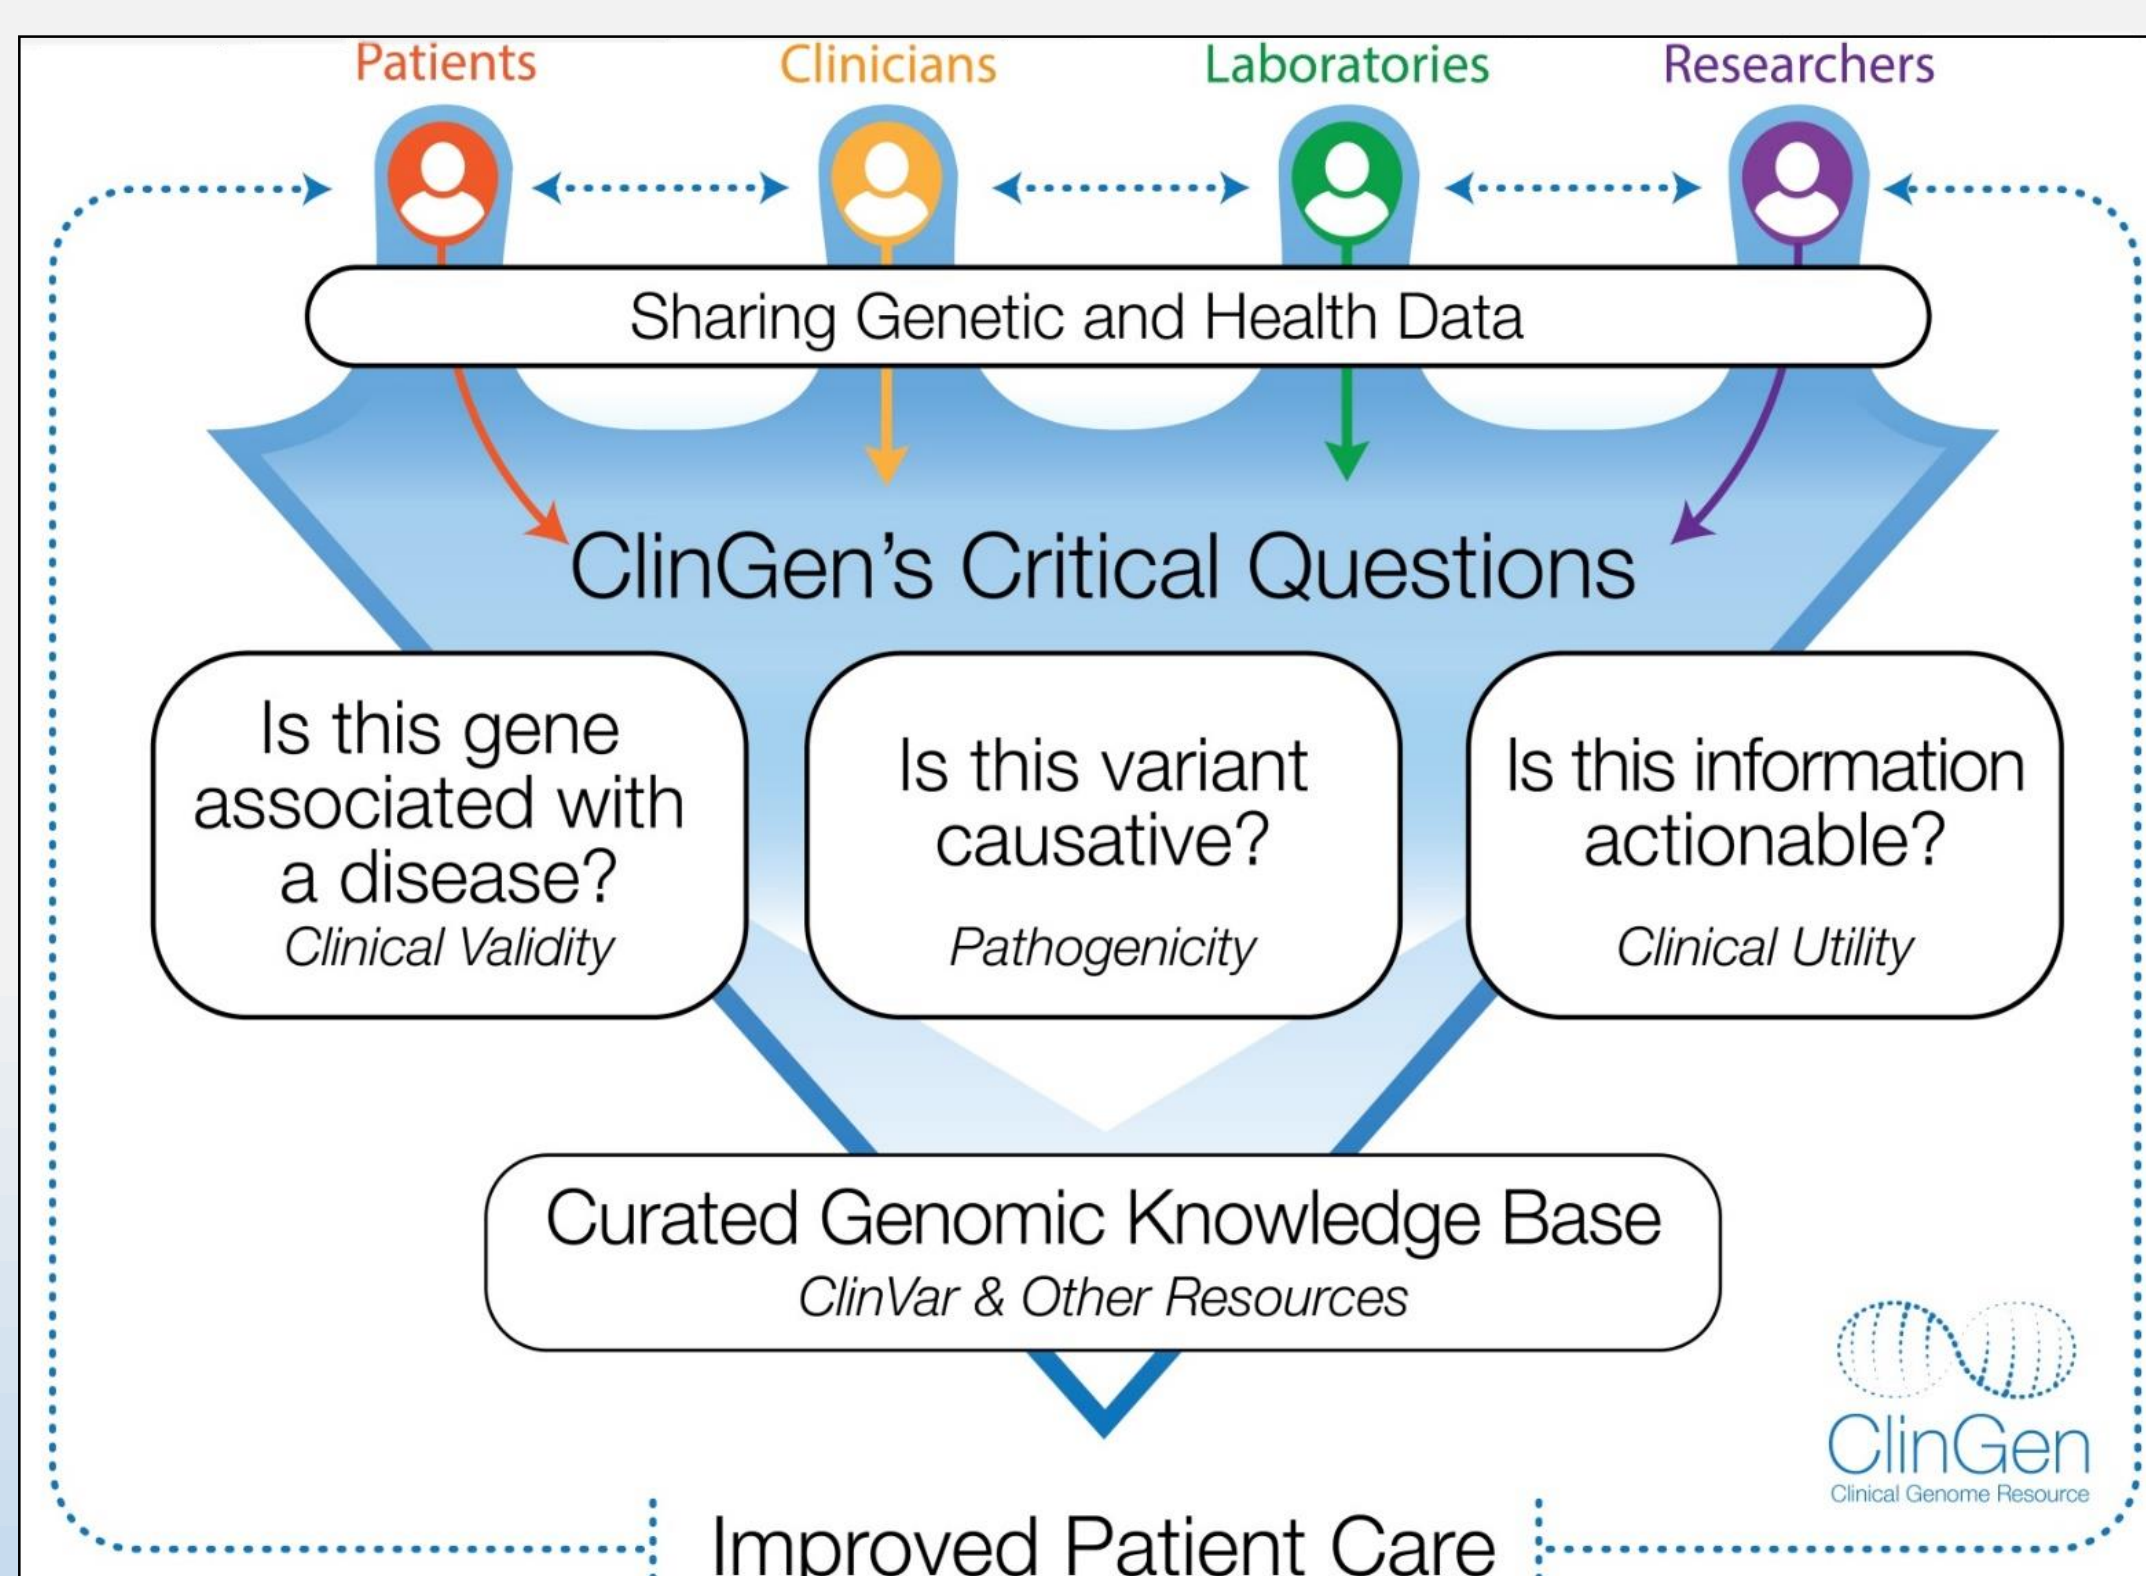 Patients
Clinicians
Laboratories
Researchers
Sharing Genetic and Health Data
ClinGen's Critical Questions
Is this gene
associated with
a disease?
Clinical Validity
Is this variant
causative?
Pathogenicity
Is this information
actionable?
Clinical Utility
Curated Genomic Knowledge Base
ClinVar & Other Resources
ClinGen
Clinical Genome Resource
Improved Patient Care